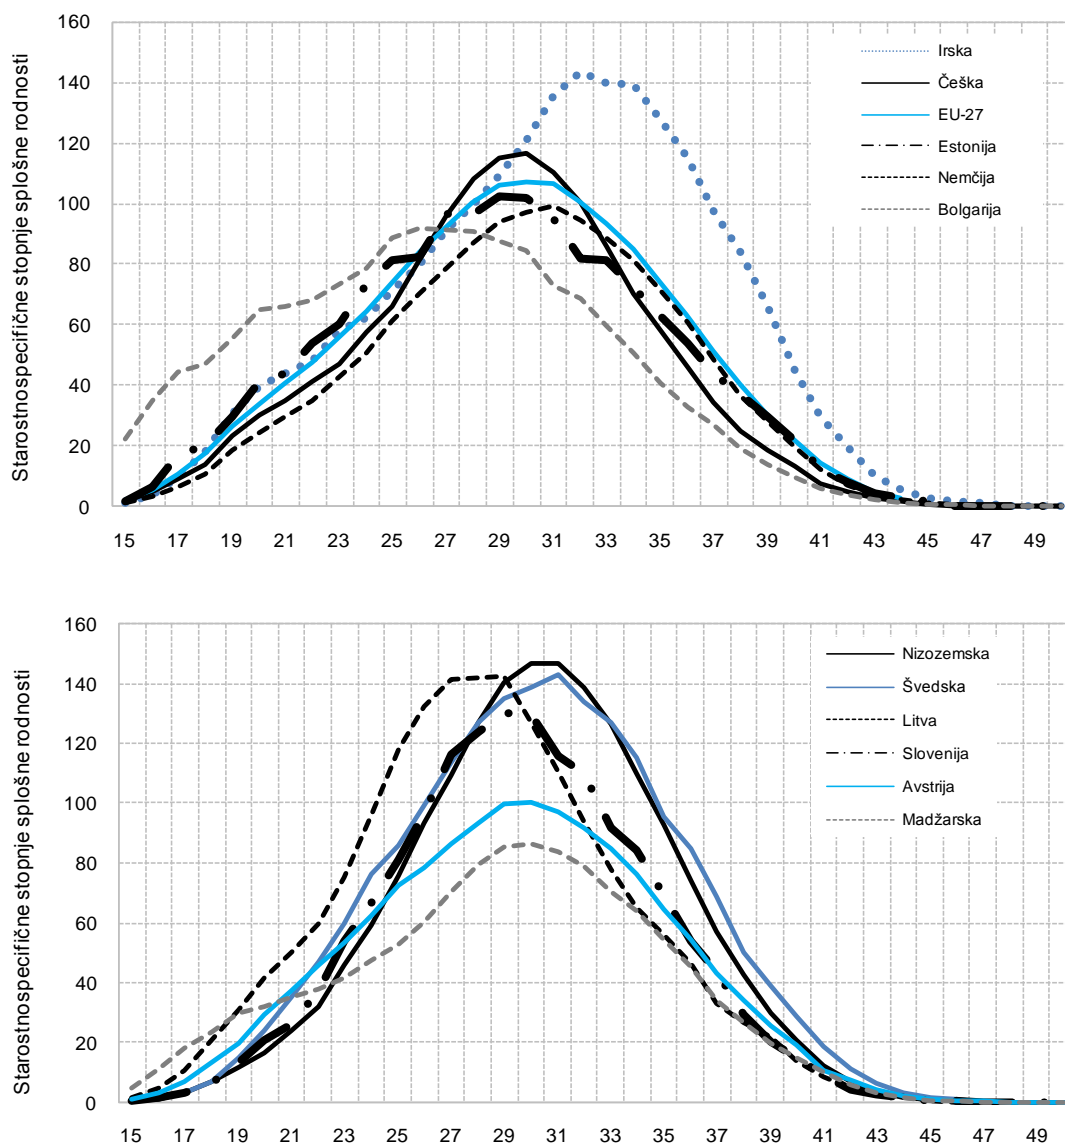 Starostnospecifične stopnje splošne rodnosti
160
140
120
100
80
60
40
20
0
15 17 19 21 23 25 27 29 31 33 35 37 39 41 43 45 47 49
Irska
Češka
EU-27
Estonija
Nemčija
Bolgarija
Starostnospecifične stopnje splošne rodnosti
160
140
120
100
80
60
40
20
0
15 17 19 21 23 25 27 29 31 33 35 37 39 41 43 45 47 49
Nizozemska
Švedska
Litva
Slovenija
Avstrija
Madžarska